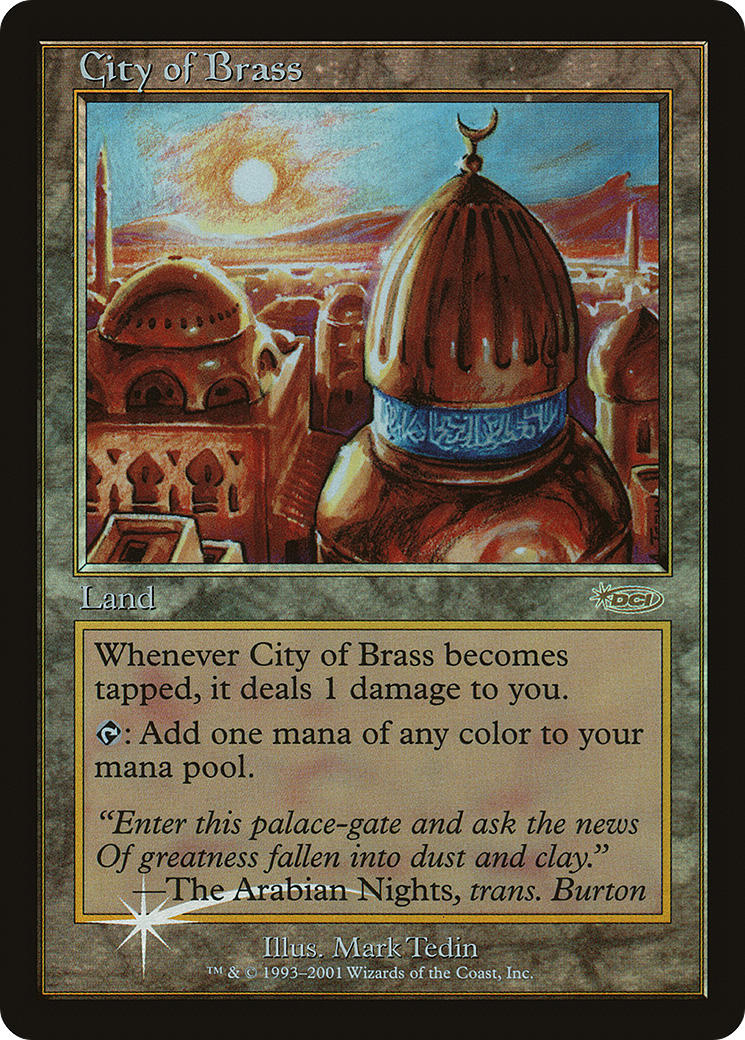 City of Brass
Land
DCI
Whenever City of Brass becomes
tapped, it deals 1 damage to you.
: Add one mana of any color to your
mana pool.
“Enter this palace-gate and ask the news
Of greatness fallen into dust and clay.”
—The Arabian Nights, trans. Burton
Illus. Mark Tedin
™ & © 1993–2001 Wizards of the Coast, Inc.